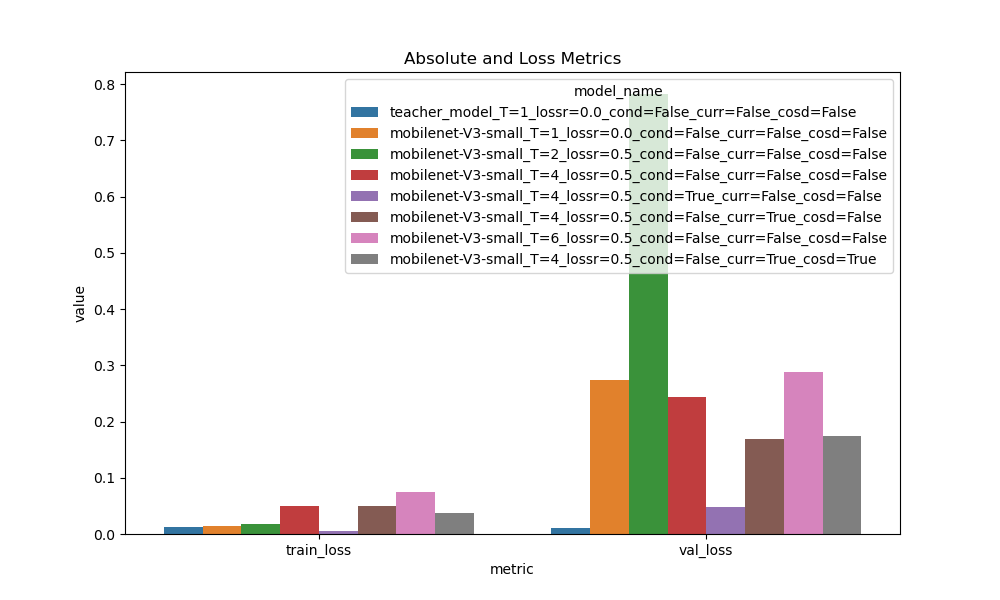 Absolute and Loss Metrics
model_name
teacher_model_T=1_lossr=0.0_cond=False_curr=False_cosd=False
mobilenet-V3-small_T=1_lossr=0.0_cond=False_curr=False_cosd=False
mobilenet-V3-small_T=2_lossr=0.5_cond=False_curr=False_cosd=False
mobilenet-V3-small_T=4_lossr=0.5_cond=False_curr=False_cosd=False
mobilenet-V3-small_T=4_lossr=0.5_cond=True_curr=False_cosd=False
mobilenet-V3-small_T=4_lossr=0.5_cond=False_curr=True_cosd=False
mobilenet-V3-small_T=6_lossr=0.5_cond=False_curr=False_cosd=False
mobilenet-V3-small_T=4_lossr=0.5_cond=False_curr=True_cosd=True
value
0.8
0.7
0.6
0.5
0.4
0.3
0.2
0.1
0.0
train_loss
val_loss
metric